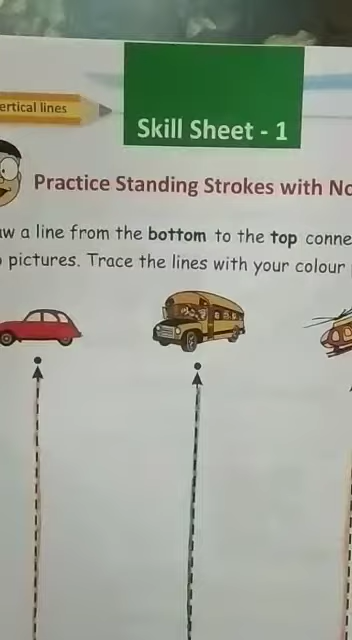 ertical lines
Skill Sheet - 1
Practice Standing Strokes with No
aw a line from the bottom to the top conne
pictures. Trace the lines with your colour